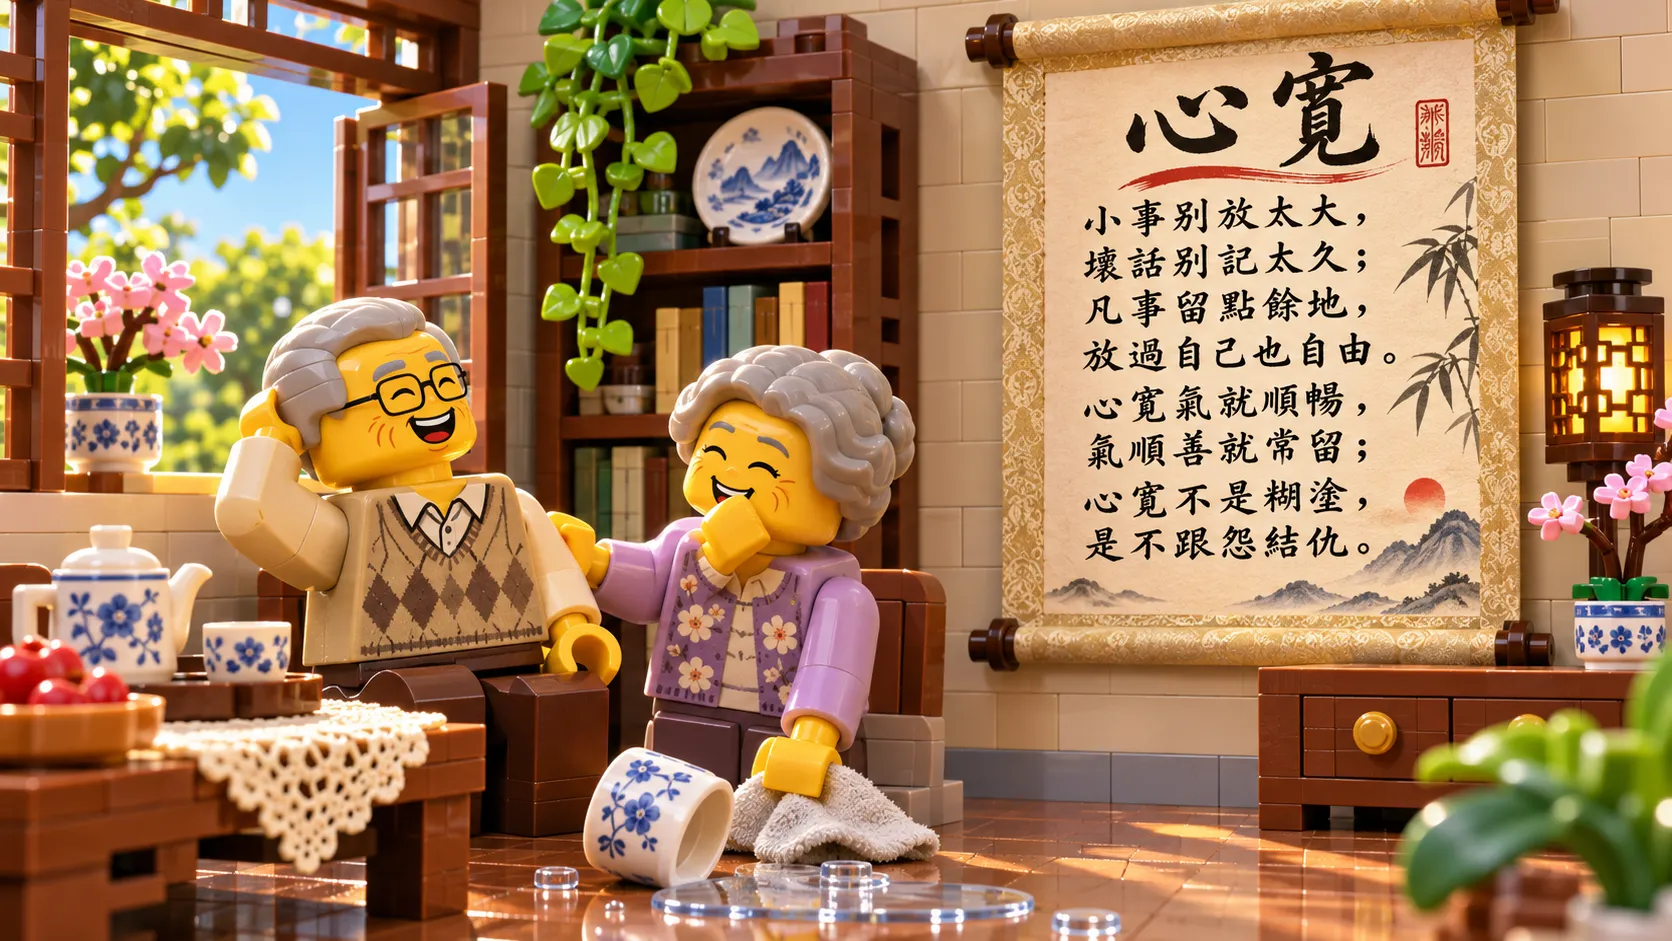 心寬
小事別放太大，
壞話別記太久；
凡事留點餘地，
放過自己也自由。
心寬氣就順暢，
氣順善就常留；
心寬不是糊塗，
是不跟怨結仇。